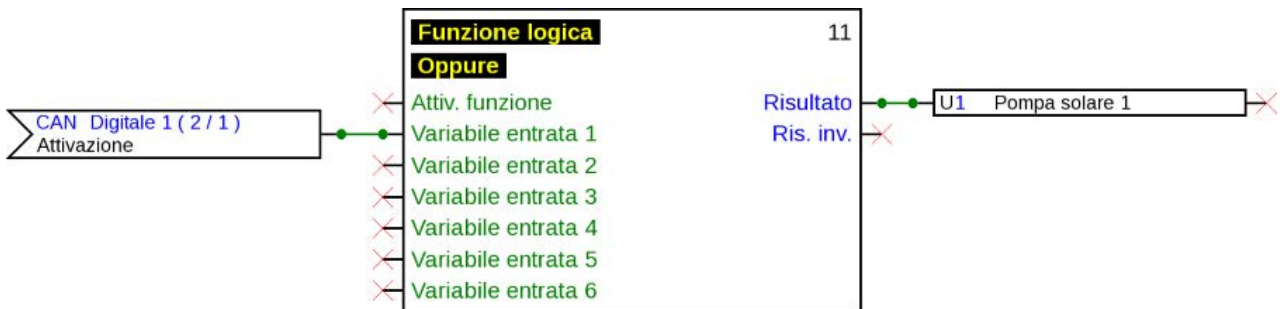 Funzione logica 11
Oppure
Attiv. funzione Risultato U1 Pompa solare 1
CAN Digitale 1 ( 2 / 1 )
Attivazione
Variabile entrata 1 Ris. inv.
Variabile entrata 2
Variabile entrata 3
Variabile entrata 4
Variabile entrata 5
Variabile entrata 6